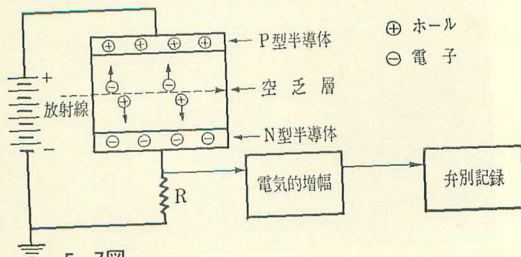 ⊕ ホール
⊖ 電子
P型半導体
空乏層
N型半導体
放射線
+
-
R
電気的増幅
弁別記録
5-7図